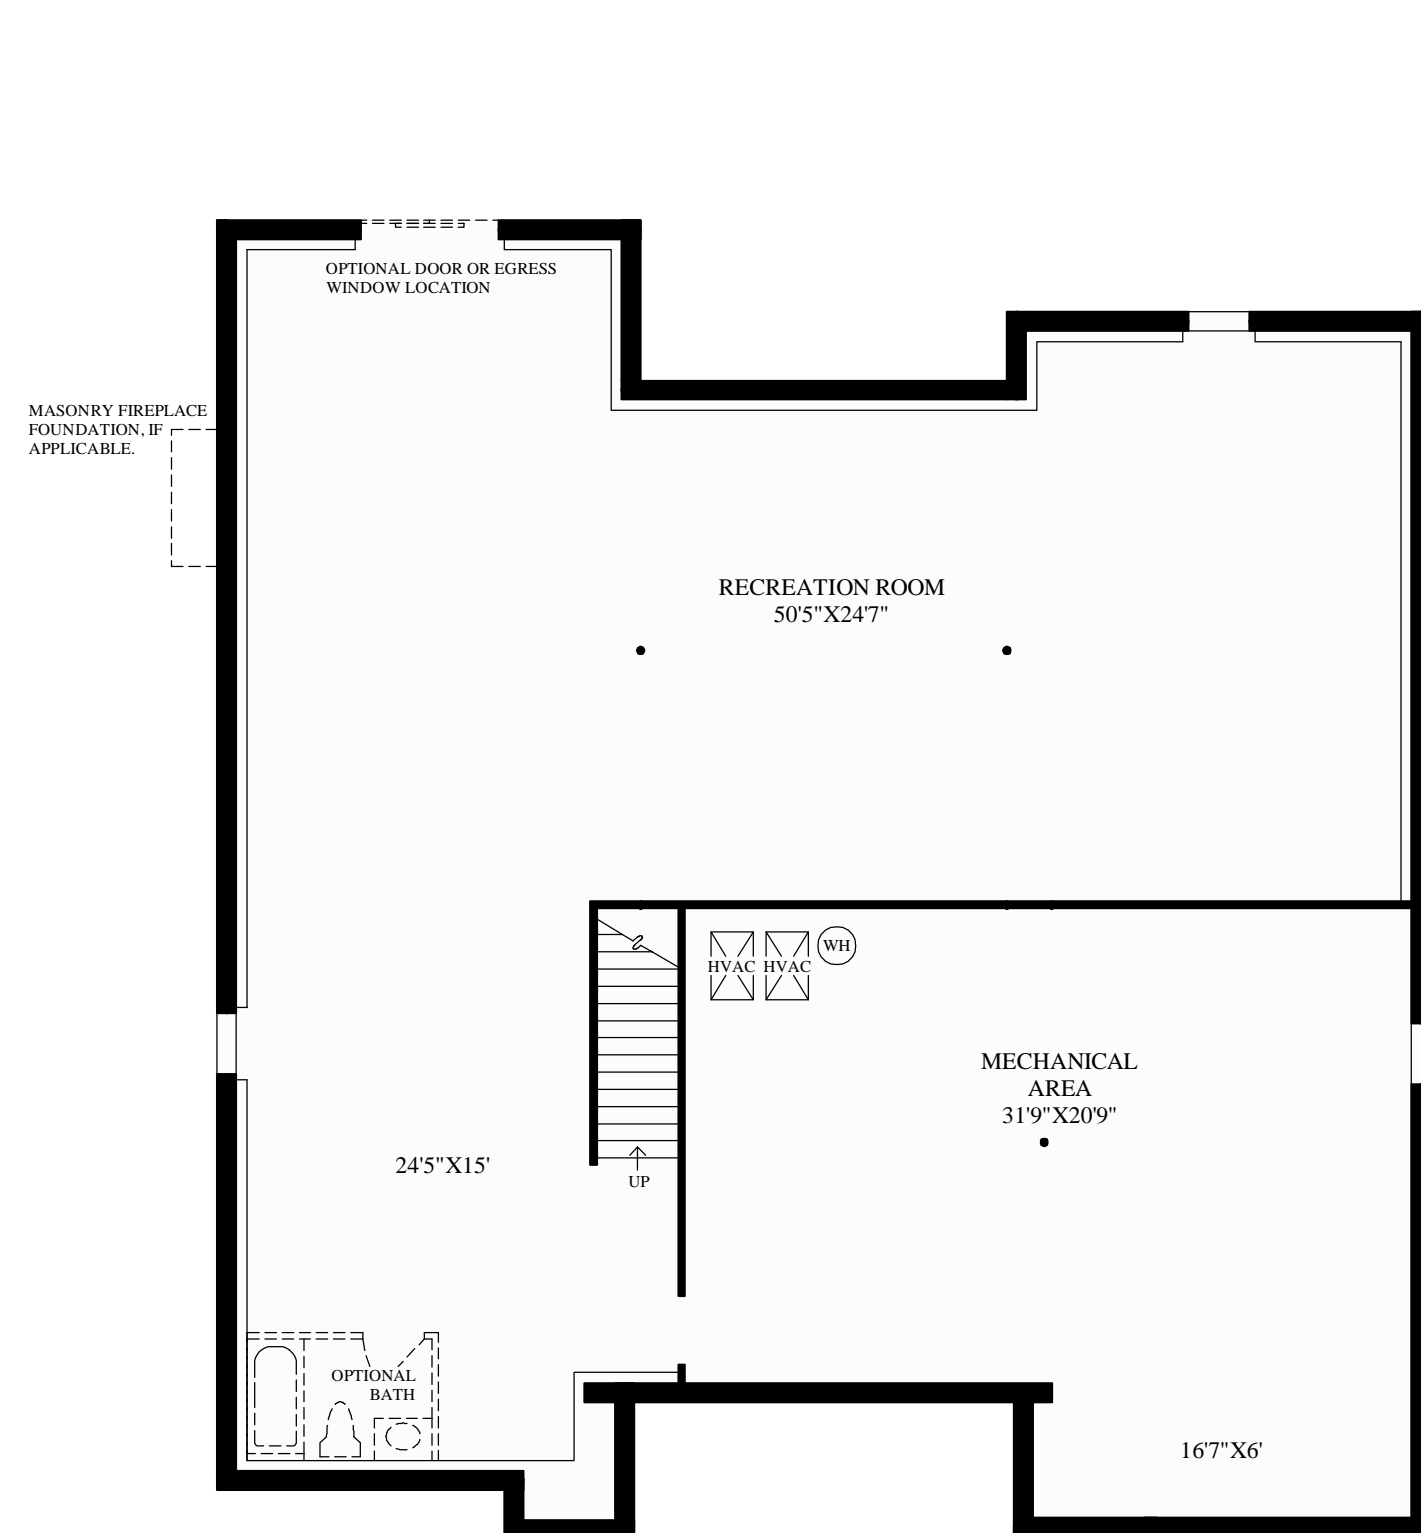 OPTIONAL DOOR OR EGRESS
WINDOW LOCATION
MASONRY FIREPLACE
FOUNDATION, IF
APPLICABLE.
RECREATION ROOM
50'5"X24'7"
HVAC HVAC WH
MECHANICAL
AREA
31'9"X20'9"
24'5"X15'
UP
OPTIONAL
BATH
16'7"X6'